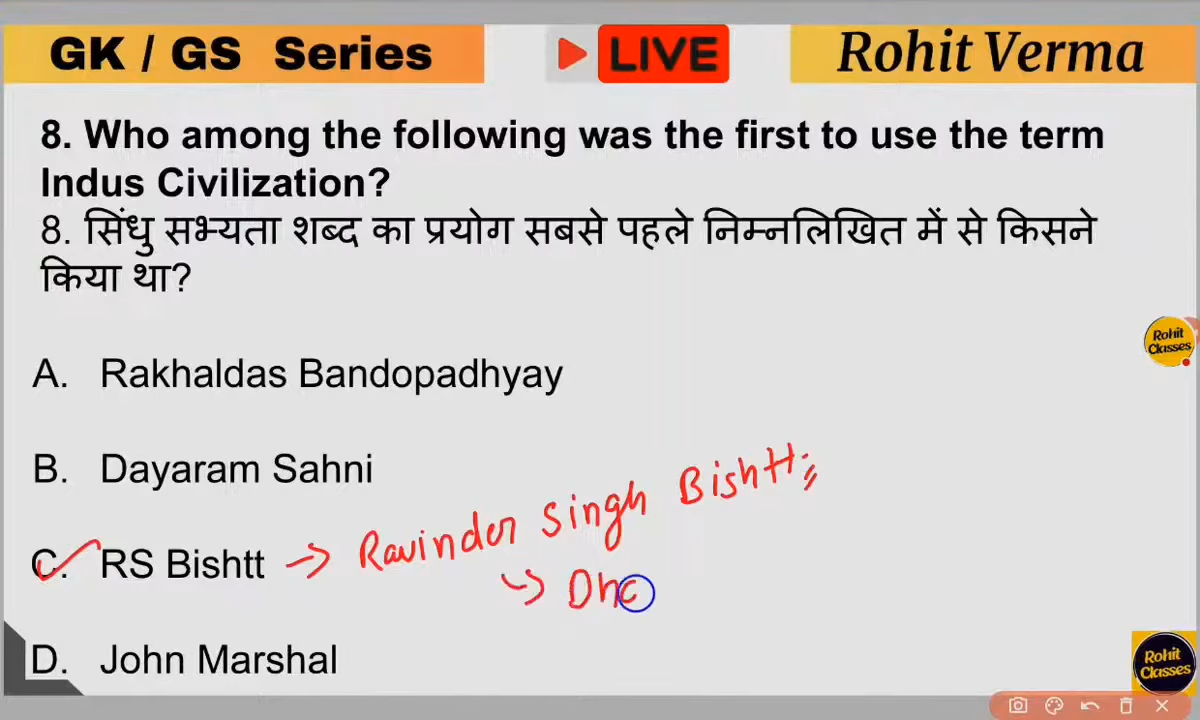 GK / GS Series
LIVE
Rohit Verma
8. Who among the following was the first to use the term
Indus Civilization?
8. सिंधु सभ्यता शब्द का प्रयोग सबसे पहले निम्नलिखित में से किसने
किया था?
Rohit
Classes
A. Rakhaldas Bandopadhyay
B. Dayaram Sahni
C. RS Bishtt → Ravinder Singh Bishtt
→ Dho
D. John Marshal
Rohit
Classes